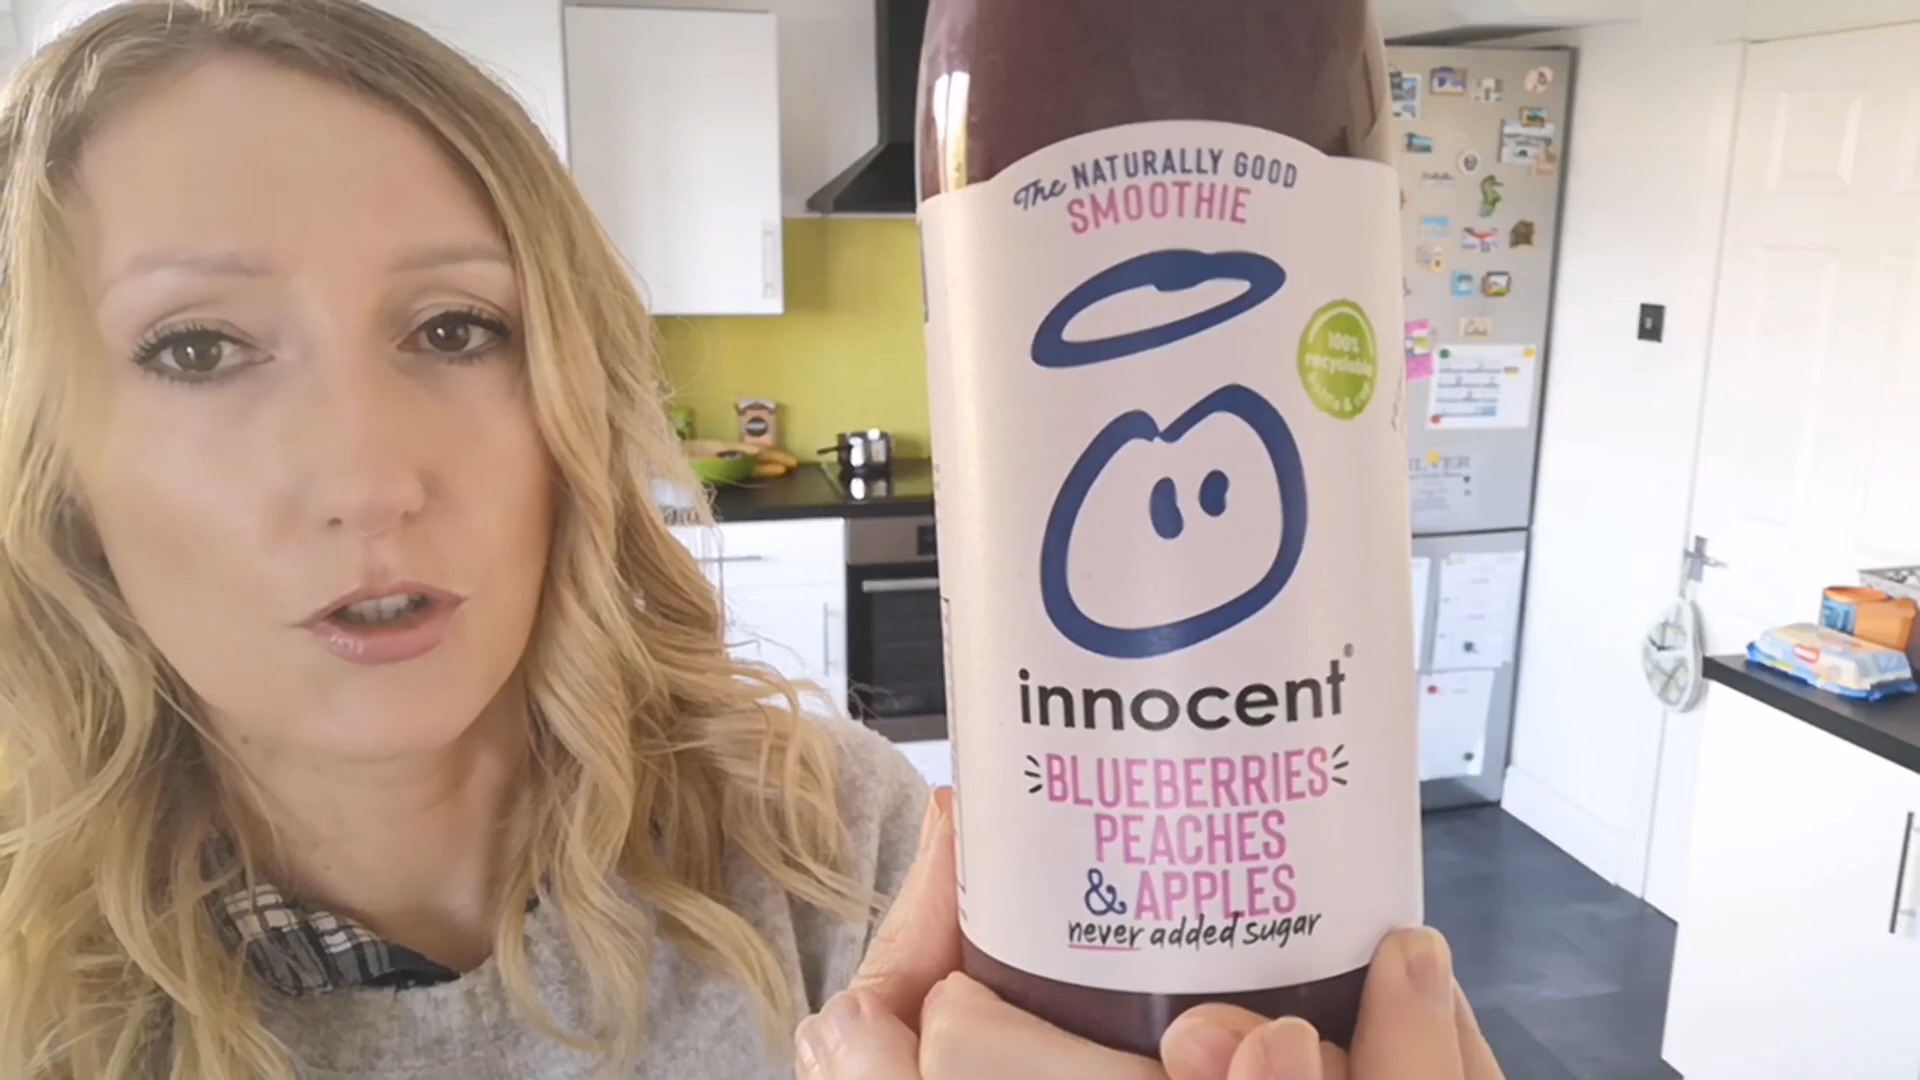 The NATURALLY GOOD
SMOOTHIE
100%
recyclable
innocent®
BLUEBERRIES
PEACHES
& APPLES
never added sugar